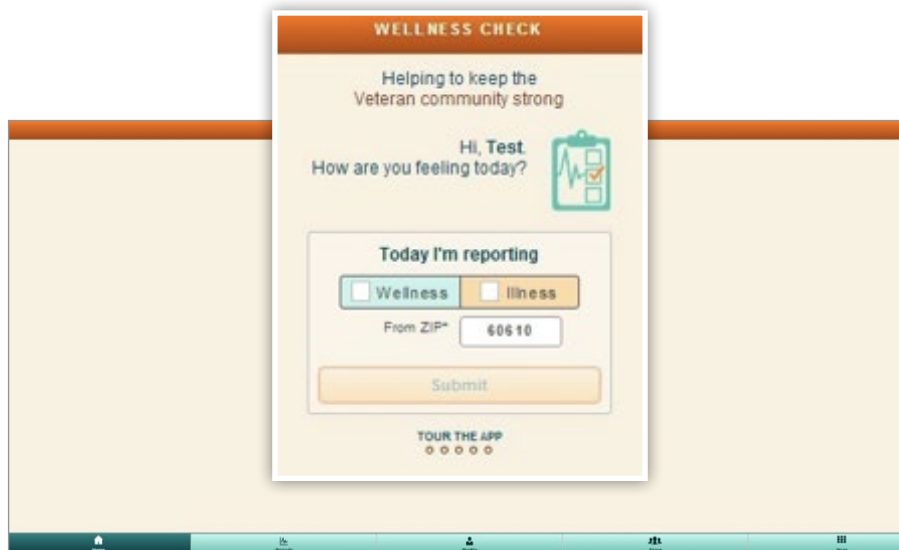 WELLNESS CHECK
Helping to keep the
Veteran community strong
Hi, Test.
How are you feeling today?
Today I'm reporting
Wellness Illness
From ZIP* 60610
Submit
TOUR THE APP